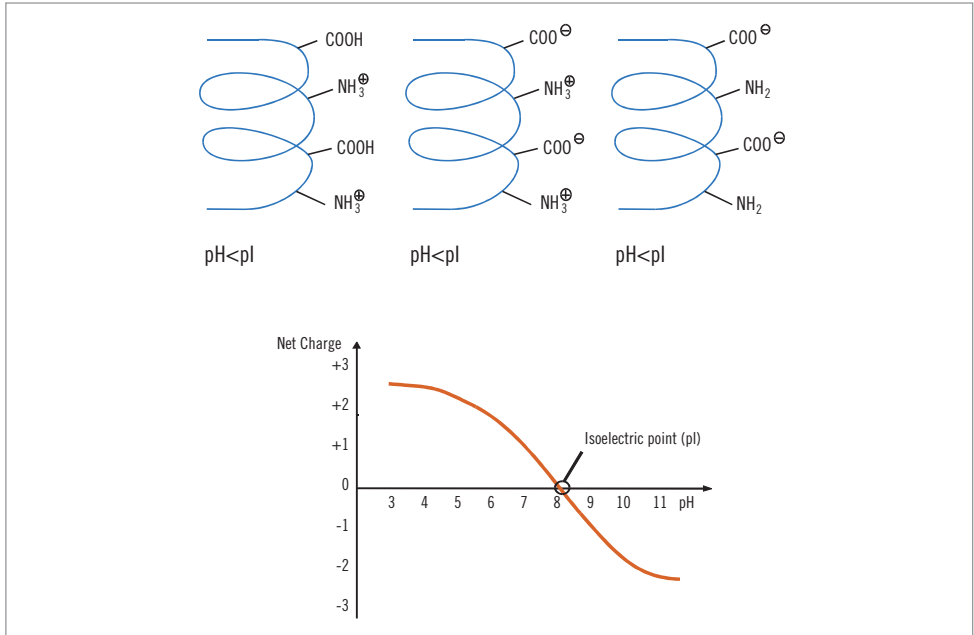 COOH
NH₃⊕
COOH
NH₃⊕
pH<pI
COO⊖
NH₃⊕
COO⊖
NH₃⊕
pH<pI
COO⊖
NH₂
COO⊖
NH₂
pH<pI
Net Charge
+3
+2
+1
0
-1
-2
-3
Isoelectric point (pI)
3 4 5 6 7 8 9 10 11 pH